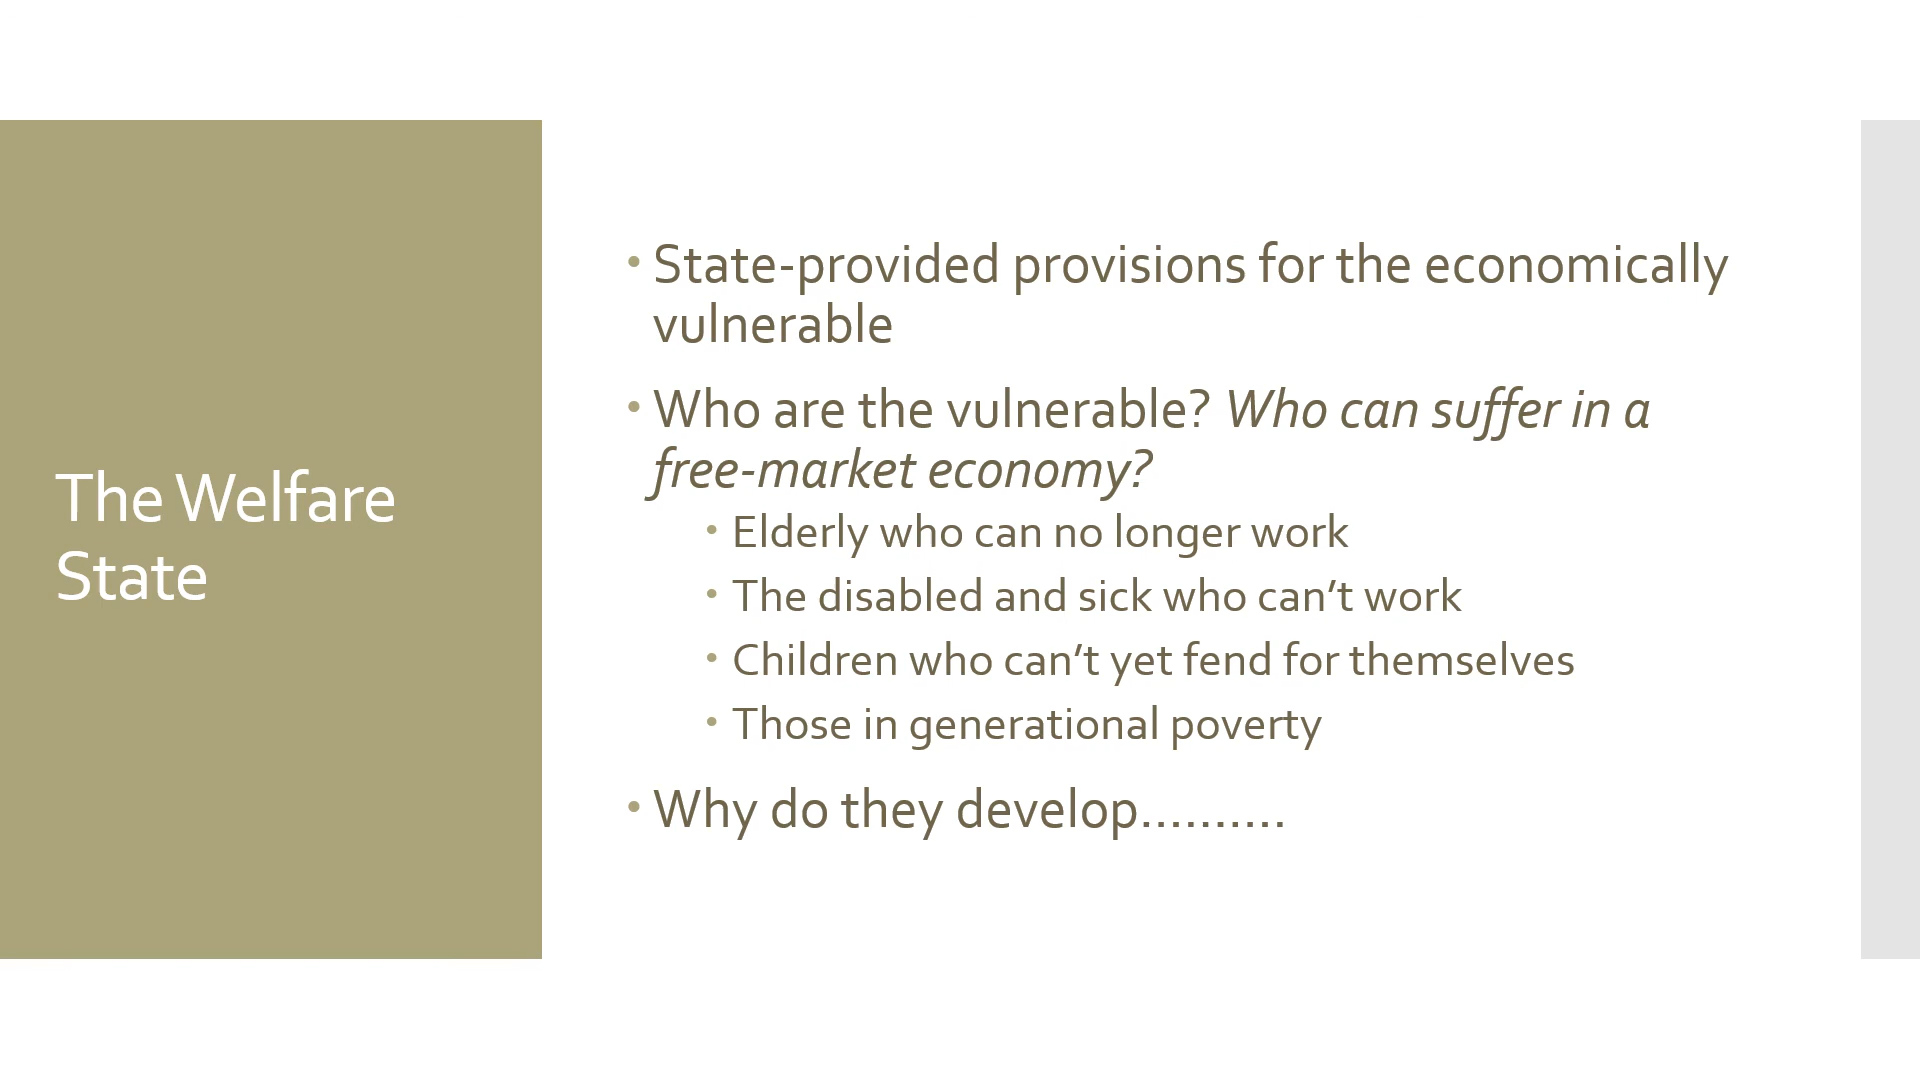 The Welfare
State
• State-provided provisions for the economically
vulnerable
• Who are the vulnerable? Who can suffer in a
free-market economy?
• Elderly who can no longer work
• The disabled and sick who can’t work
• Children who can’t yet fend for themselves
• Those in generational poverty
• Why do they develop..........